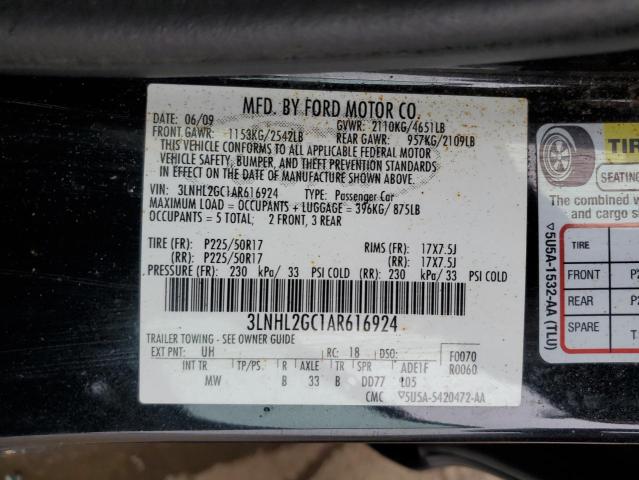 MFD. BY FORD MOTOR CO.
DATE: 06/09 GVWR: 2110KG/4651LB
FRONT GAWR: 1153KG/2542LB REAR GAWR: 957KG/2109LB
THIS VEHICLE CONFORMS TO ALL APPLICABLE FEDERAL MOTOR
VEHICLE SAFETY, BUMPER, AND THEFT PREVENTION STANDARDS
IN EFFECT ON THE DATE OF MANUFACTURE SHOWN ABOVE.
VIN: 3LNHL2GC1AR616924 TYPE: Passenger Car
MAXIMUM LOAD = OCCUPANTS + LUGGAGE = 396KG/ 875LB
OCCUPANTS = 5 TOTAL; 2 FRONT, 3 REAR
TIRE (FR): P225/50R17 RIMS (FR): 17X7.5J
(RR): P225/50R17 (RR): 17X7.5J
PRESSURE (FR): 230 kPa/ 33 PSI COLD (RR): 230 kPa/ 33 PSI COLD
3LNHL2GC1AR616924
TRAILER TOWING - SEE OWNER GUIDE
EXT PNT: UH RC: 18 DSO: F0070
INT TR TP/PS R AXLE TR SPR ADE1F R0060
MW B 33 B DD77 L05
CMC ▽5U5A-5420472-AA
TIR
SEATING
The combined w
and cargo s
TIRE
FRONT P2
REAR P2
SPARE T
▽5U5A-1532-AA (TLU)